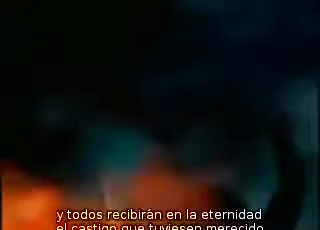 y todos recibirán en la eternidad
el castigo que tuviesen merecido